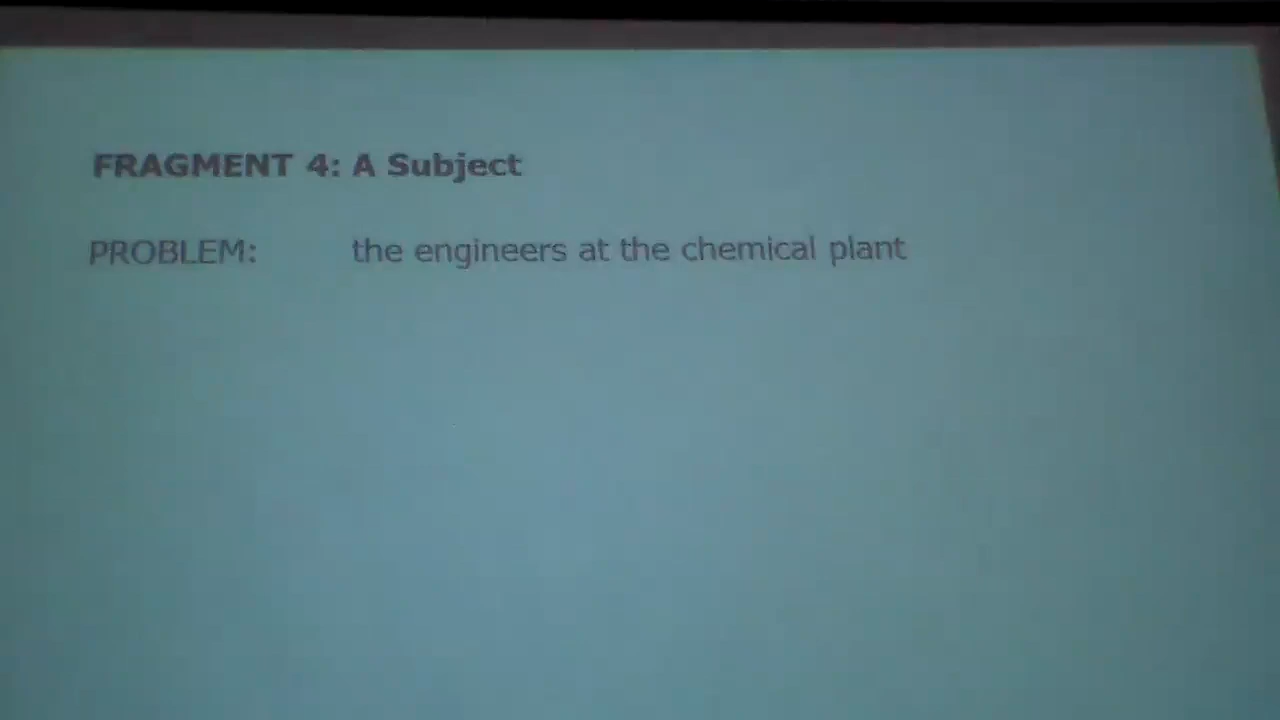 FRAGMENT 4: A Subject
PROBLEM: the engineers at the chemical plant